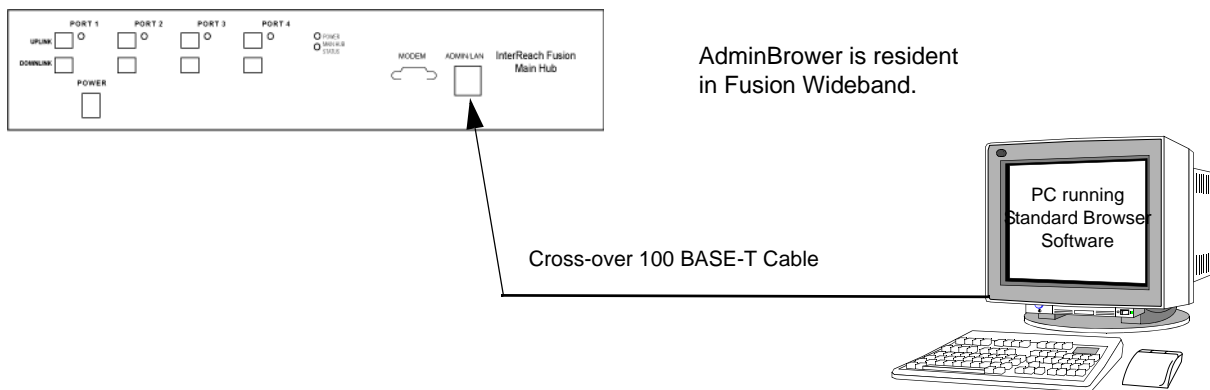 PORT 1 PORT 2 PORT 3 PORT 4
UPLINK
DOWNLINK
POWER
MAIN HUB
STATUS
POWER
MODEM
ADMIN/LAN
InterReach Fusion
Main Hub
AdminBrower is resident
in Fusion Wideband.
PC running
Standard Browser
Software
Cross-over 100 BASE-T Cable